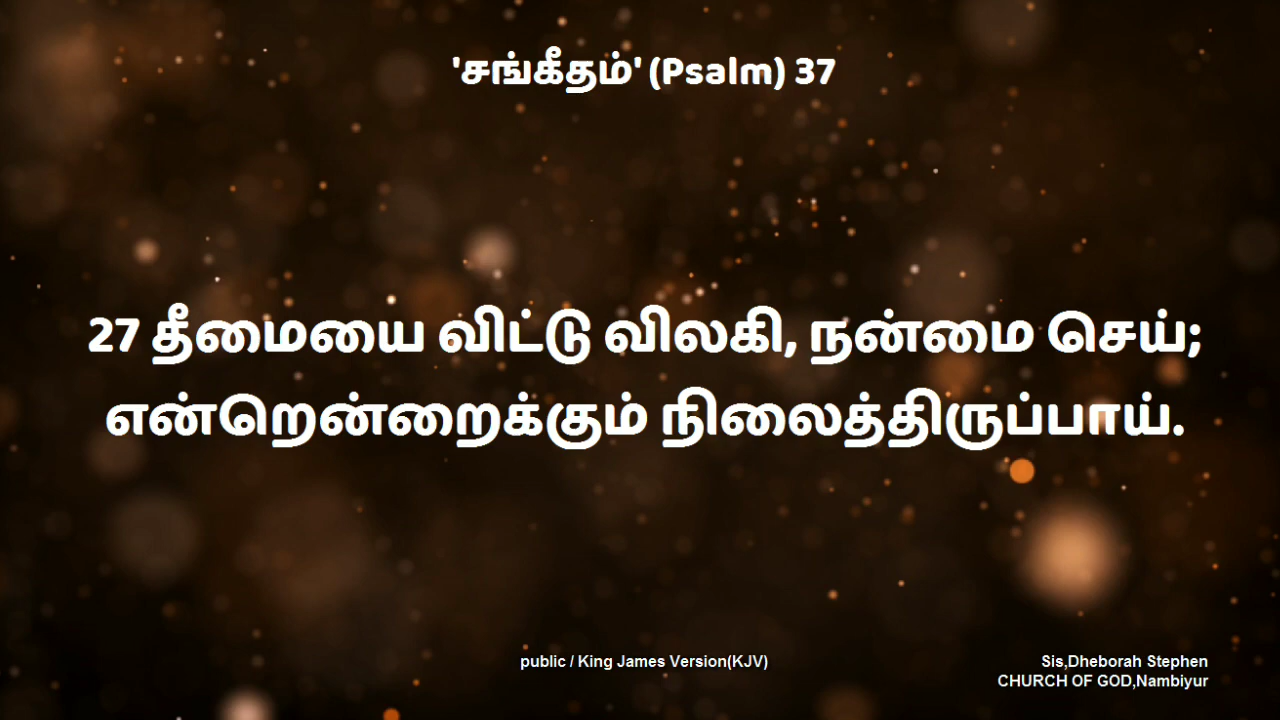 'சங்கீதம்' (Psalm) 37
27 தீமையை விட்டு விலகி, நன்மை செய்;
என்றென்றைக்கும் நிலைத்திருப்பாய்.
public / King James Version(KJV)
Sis,Dheborah Stephen
CHURCH OF GOD,Nambiyur